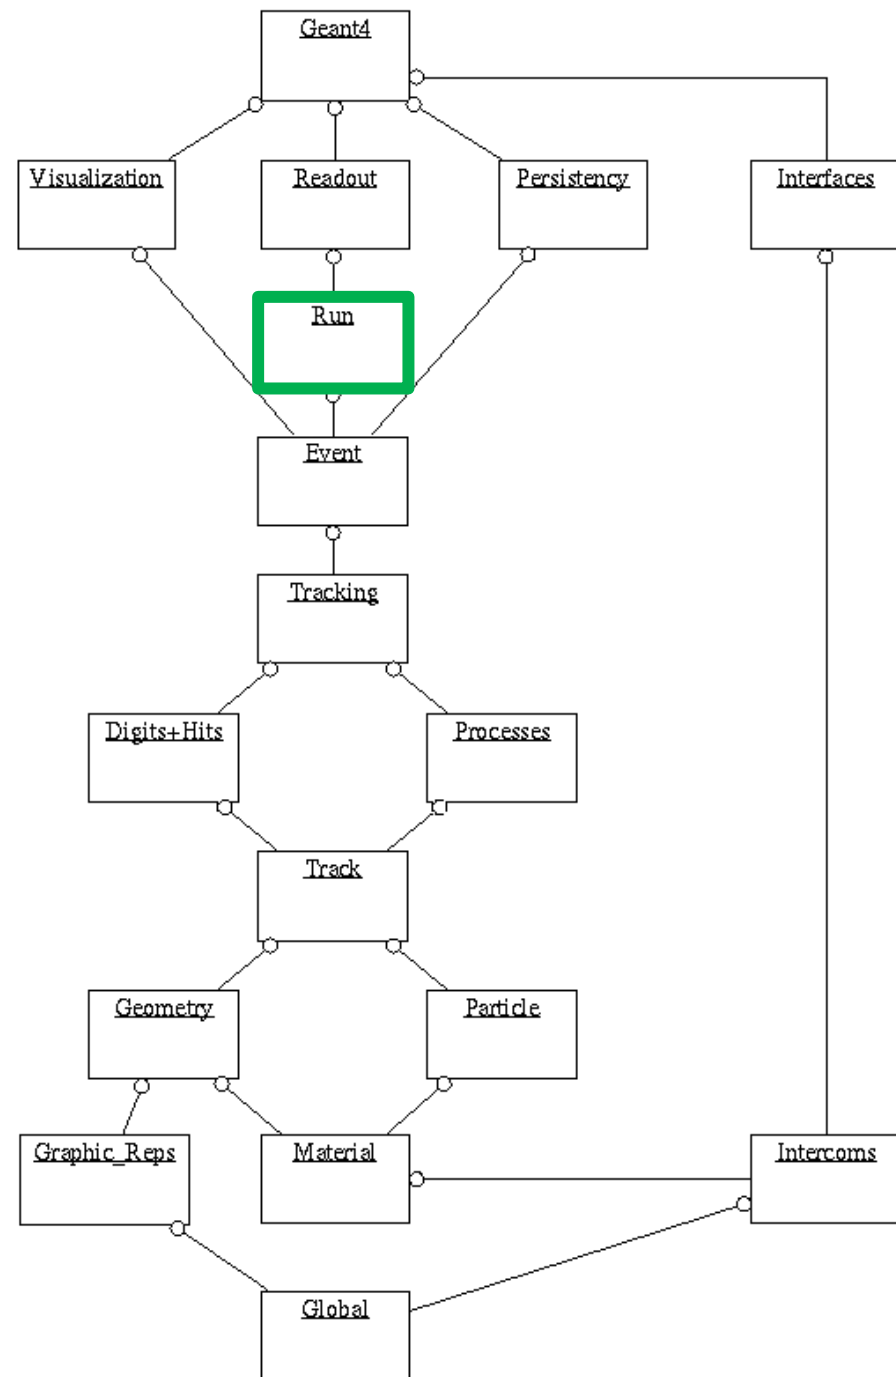 Geant4
Visualization
Readout
Persistency
Interfaces
Run
Event
Tracking
Digits+Hits
Processes
Track
Geometry
Particle
Graphic_Reps
Material
Intercoms
Global